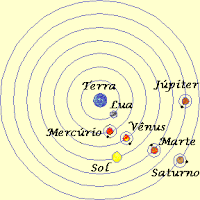 Júpiter
Terra
Lua
Mercúrio
Vênus
Marte
Sol
Saturno